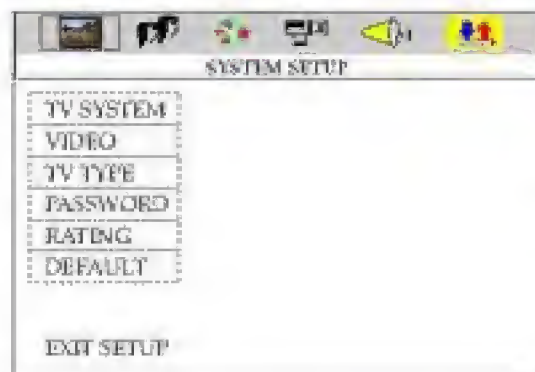 SYSTEM SETUP
TV SYSTEM
VIDEO
TV TYPE
PASSWORD
RATING
DEFAULT
EXIT SETUP